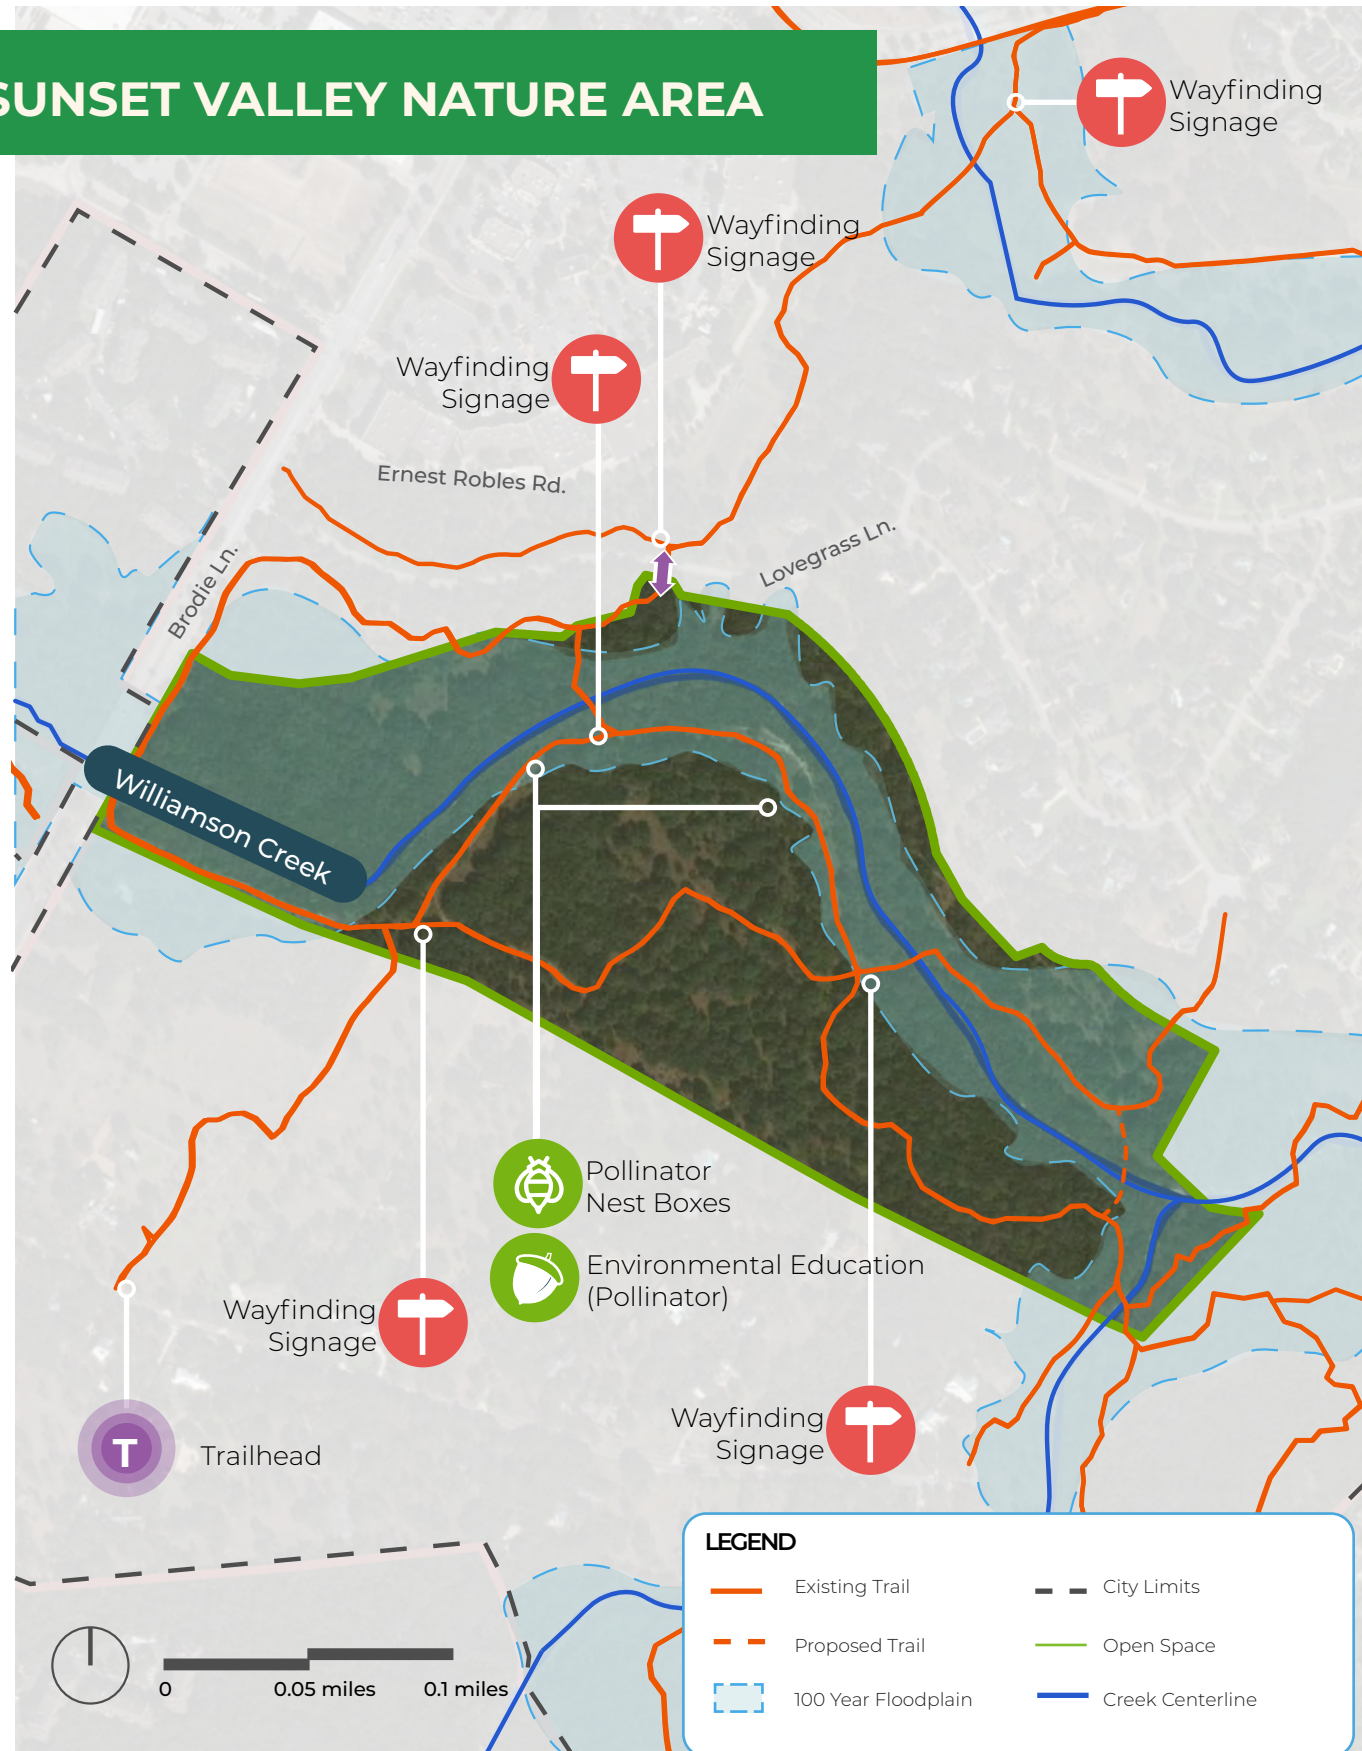 SUNSET VALLEY NATURE AREA
Wayfinding
Signage
Wayfinding
Signage
Wayfinding
Signage
Ernest Robles Rd.
Lovegrass Ln.
Brodie Ln.
Williamson Creek
Pollinator
Nest Boxes
Environmental Education
(Pollinator)
Wayfinding
Signage
Wayfinding
Signage
T
Trailhead
LEGEND
Existing Trail
City Limits
Proposed Trail
Open Space
100 Year Floodplain
Creek Centerline
0
0.05 miles
0.1 miles